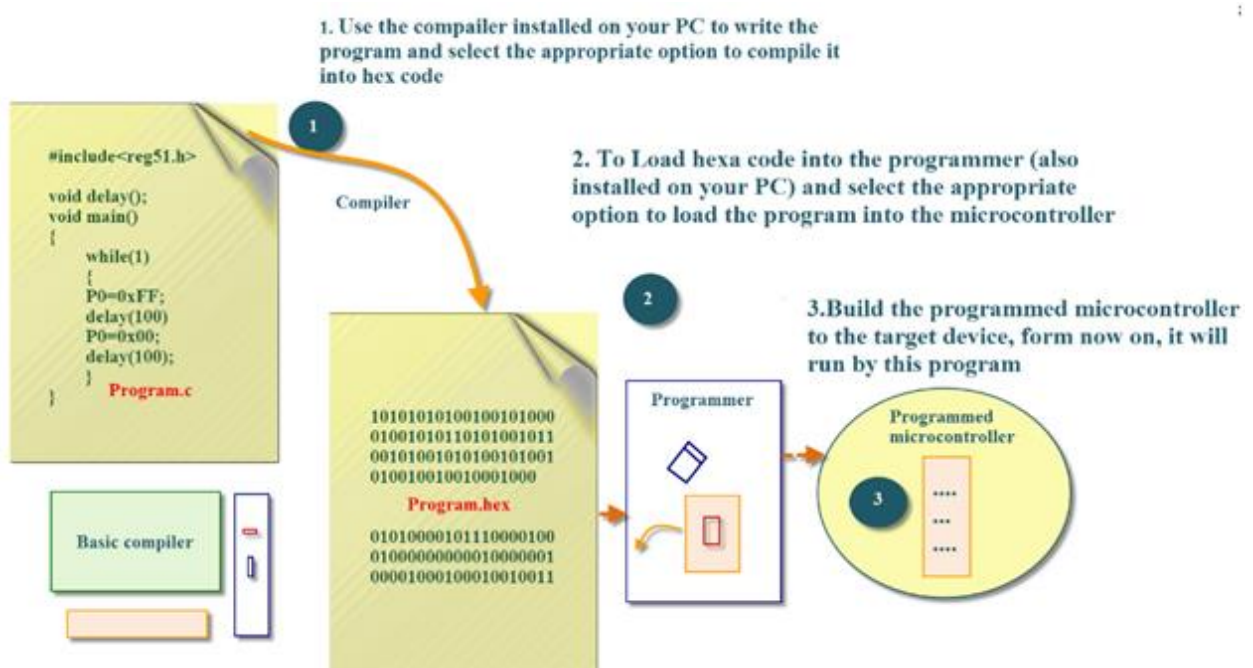 1. Use the compailer installed on your PC to write the
program and select the appropriate option to compile it
into hex code
1
#include<reg51.h>
void delay();
void main()
{
while(1)
{
P0=0xFF;
delay(100)
P0=0x00;
delay(100);
}
Program.c
}
Compiler
2. To Load hexa code into the programmer (also
installed on your PC) and select the appropriate
option to load the program into the microcontroller
2
3.Build the programmed microcontroller
to the target device, form now on, it will
run by this program
10101010100100101000
01001010110101001011
00101001010100101001
010010010010001000
Program.hex
01010000101110000100
01000000000010000001
00001000100010010011
Basic compiler
Programmer
Programmed
microcontroller
3